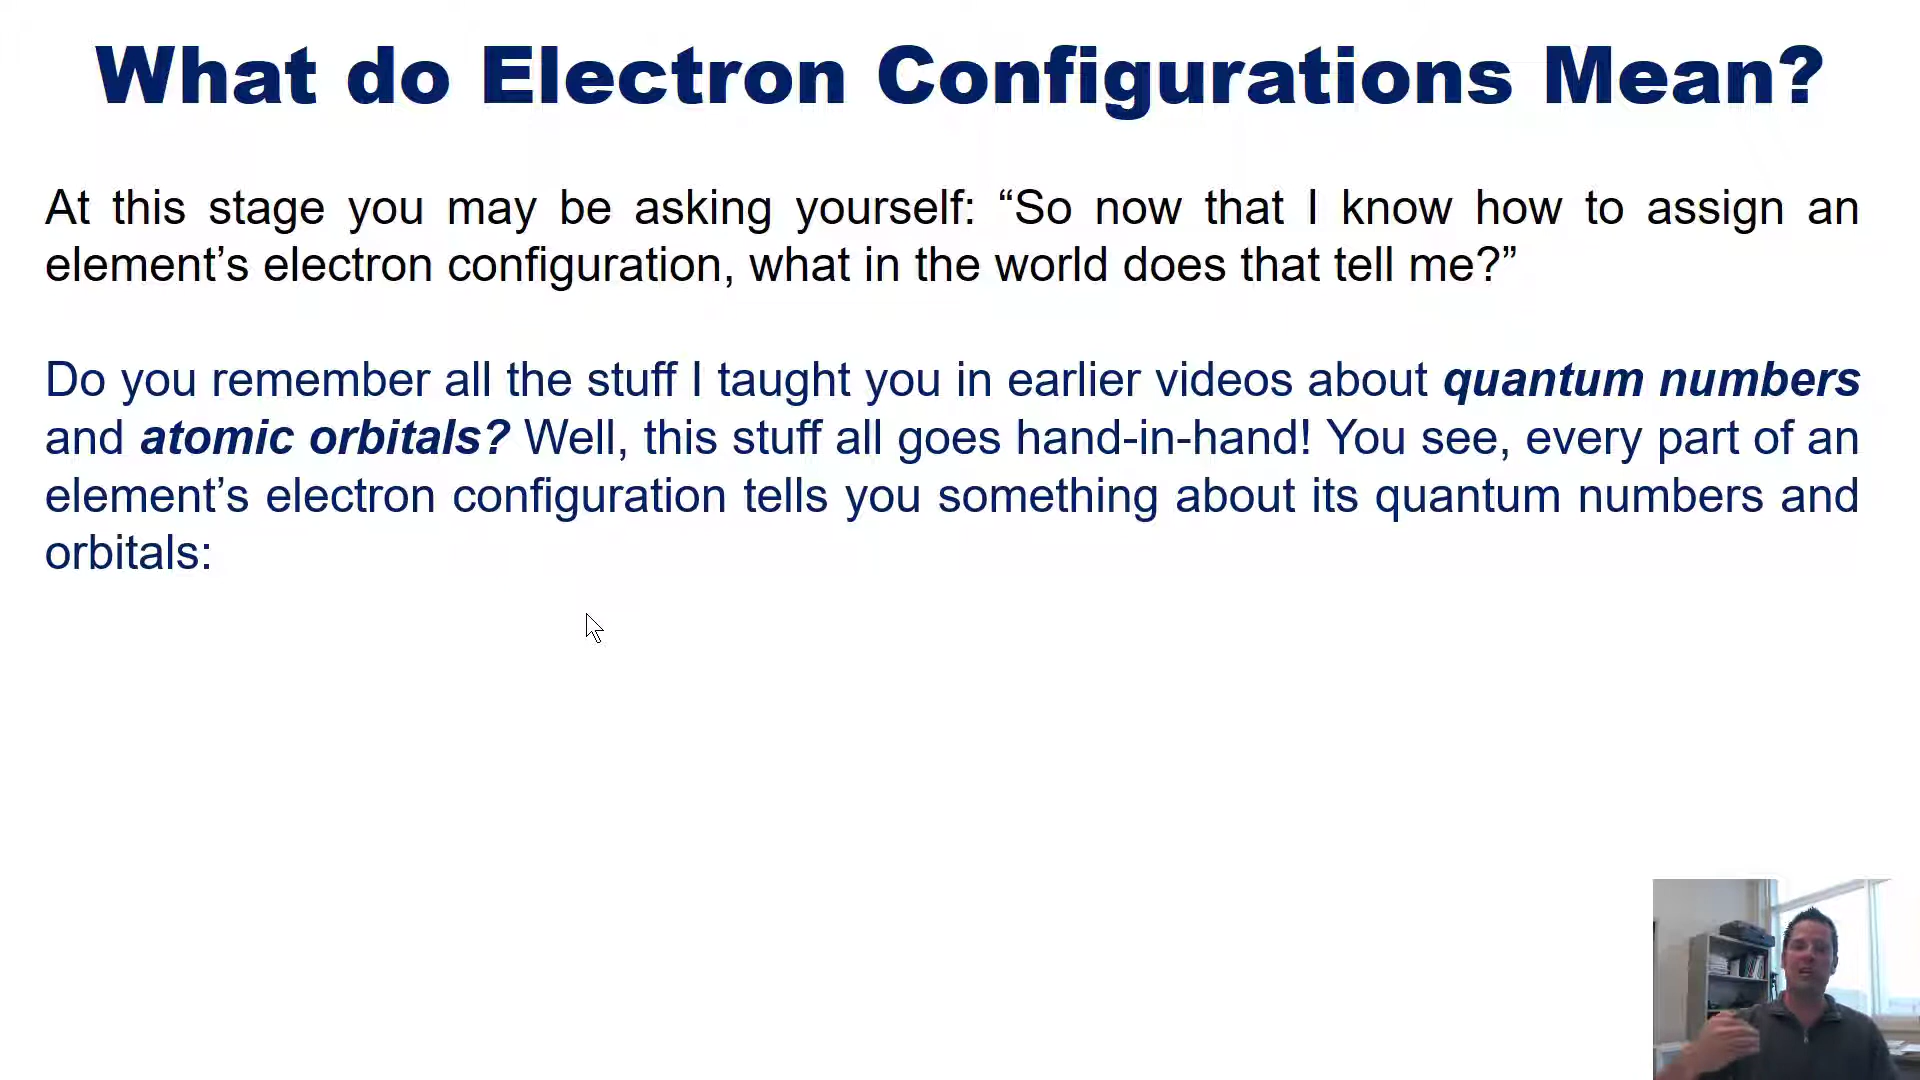 What do Electron Configurations Mean?
At this stage you may be asking yourself: “So now that I know how to assign an
element’s electron configuration, what in the world does that tell me?”
Do you remember all the stuff I taught you in earlier videos about quantum numbers
and atomic orbitals? Well, this stuff all goes hand-in-hand! You see, every part of an
element’s electron configuration tells you something about its quantum numbers and
orbitals: